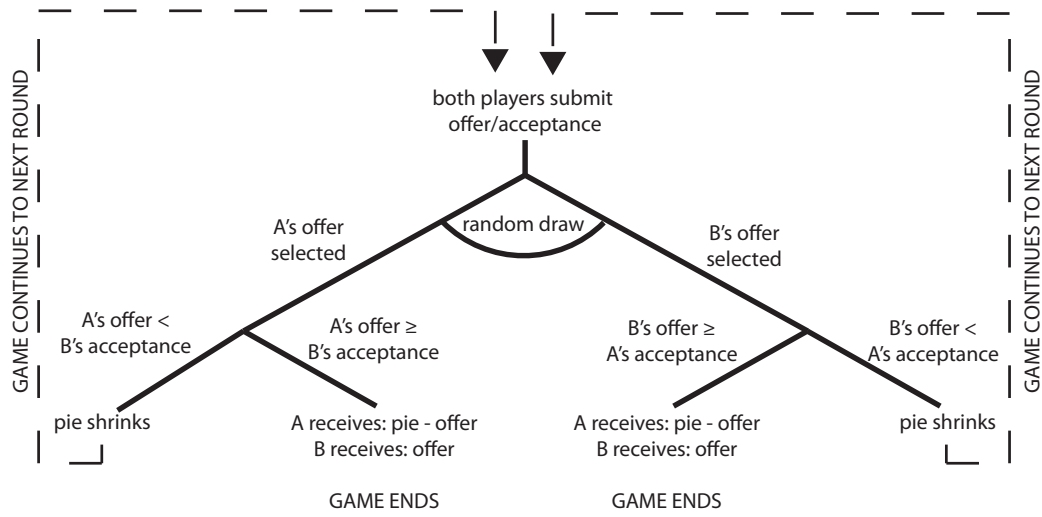 both players submit
offer/acceptance
random draw
A's offer
selected
B's offer
selected
A's offer <
B's acceptance
A's offer ≥
B's acceptance
B's offer ≥
A's acceptance
B's offer <
A's acceptance
pie shrinks
A receives: pie - offer
B receives: offer
A receives: pie - offer
B receives: offer
pie shrinks
GAME ENDS
GAME ENDS
GAME CONTINUES TO NEXT ROUND
GAME CONTINUES TO NEXT ROUND